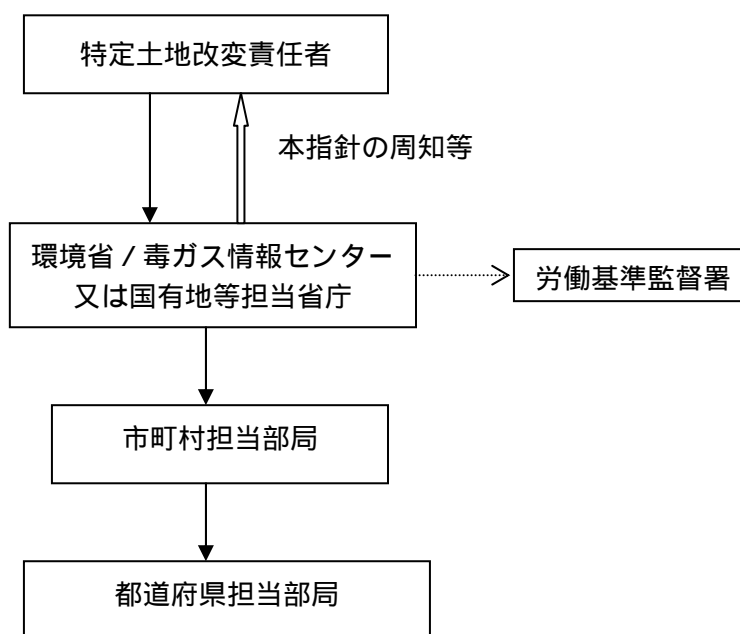 特定土地改変責任者
本指針の周知等
環境省 / 毒ガス情報センター
又は国有地等担当省庁
労働基準監督署
市町村担当部局
都道府県担当部局